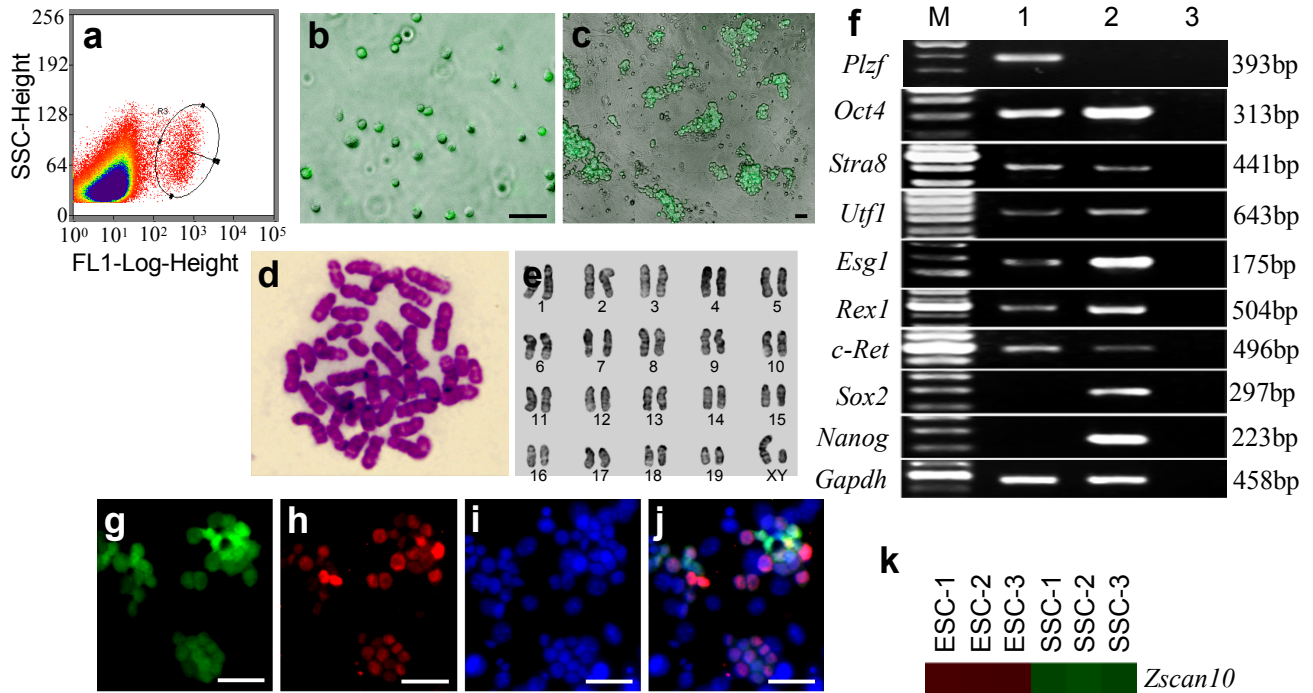 a
SSC-Height
256
192
128
64
0
R3
10⁰ 10¹ 10² 10³ 10⁴ 10⁵
FL1-Log-Height
b
c
d
e
1 2 3 4 5
6 7 8 9 10
11 12 13 14 15
16 17 18 19 XY
f
M 1 2 3
Plzf 393bp
Oct4 313bp
Stra8 441bp
Utf1 643bp
Esg1 175bp
Rex1 504bp
c-Ret 496bp
Sox2 297bp
Nanog 223bp
Gapdh 458bp
g
h
i
j
k
ESC-1
ESC-2
ESC-3
SSC-1
SSC-2
SSC-3
Zscan10